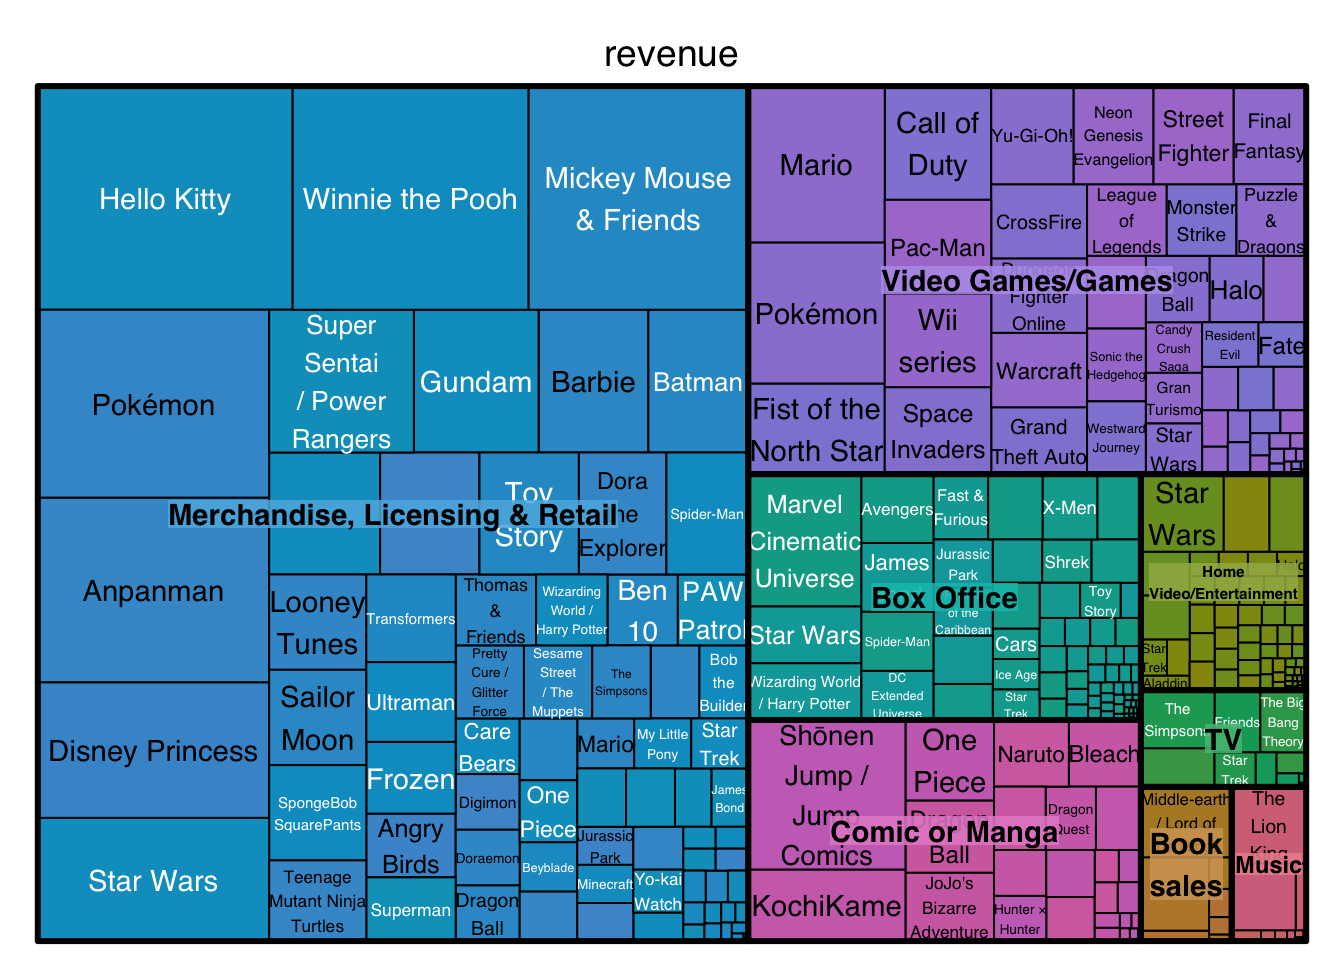 revenue
Hello Kitty
Winnie the Pooh
Mickey Mouse
& Friends
Pokémon
Anpanman
Disney Princess
Star Wars
Super
Sentai
/ Power
Rangers
Gundam
Barbie
Batman
Merchandise, Licensing & Retail
Toy
Story
Dora
Explorer
Spider-Man
Looney
Tunes
Transformers
Sailor
Moon
Ultraman
SpongeBob
SquarePants
Frozen
Teenage
Mutant Ninja
Turtles
Angry
Birds
Superman
Thomas
&
Friends
Wizarding
World /
Harry Potter
Ben
10
PAW
Patrol
Pretty
Cure /
Glitter
Force
Sesame
Street
/ The
Muppets
The
Simpsons
Bob
the
Builder
Care
Bears
Mario
My Little
Pony
Star
Trek
Digimon
One
Piece
James
Bond
Doraemon
Beyblade
Jurassic
Park
Dragon
Ball
Minecraft
Yo-kai
Watch
Mario
Pokémon
Fist of the
North Star
Call of
Duty
Pac-Man
Wii
series
Space
Invaders
Video Games/Games
Yu-Gi-Oh!
Neon
Genesis
Evangelion
Street
Fighter
Final
Fantasy
CrossFire
League
of
Legends
Monster
Strike
Puzzle
&
Dragons
Fighter
Online
Ball
Halo
Warcraft
Sonic the
Hedgehog
Candy
Crush
Saga
Resident
Evil
Fate
Grand
Theft Auto
Westward
Journey
Gran
Turismo
Star
Wars
Marvel
Cinematic
Universe
Star Wars
Wizarding World
/ Harry Potter
Avengers
James
Box Office
Spider-Man
DC
Extended
Universe
Fast &
Furious
Jurassic
Park
of the
Caribbean
X-Men
Shrek
Toy
Story
Cars
Ice Age
Star
Trek
Star
Wars
Home
-Video/Entertainment
Star
Trek
Aladdin
The
Simpsons
Friends
The Big
Bang
Theory
TV
Star
Trek
Shōnen
Jump /
Jump
Comics
KochiKame
One
Piece
Dragon
Ball
Comic or Manga
JoJo's
Bizarre
Adventure
Naruto
Bleach
Dragon
Quest
Hunter ×
Hunter
Middle-earth
/ Lord of
Book
sales
The
Lion
King
Music